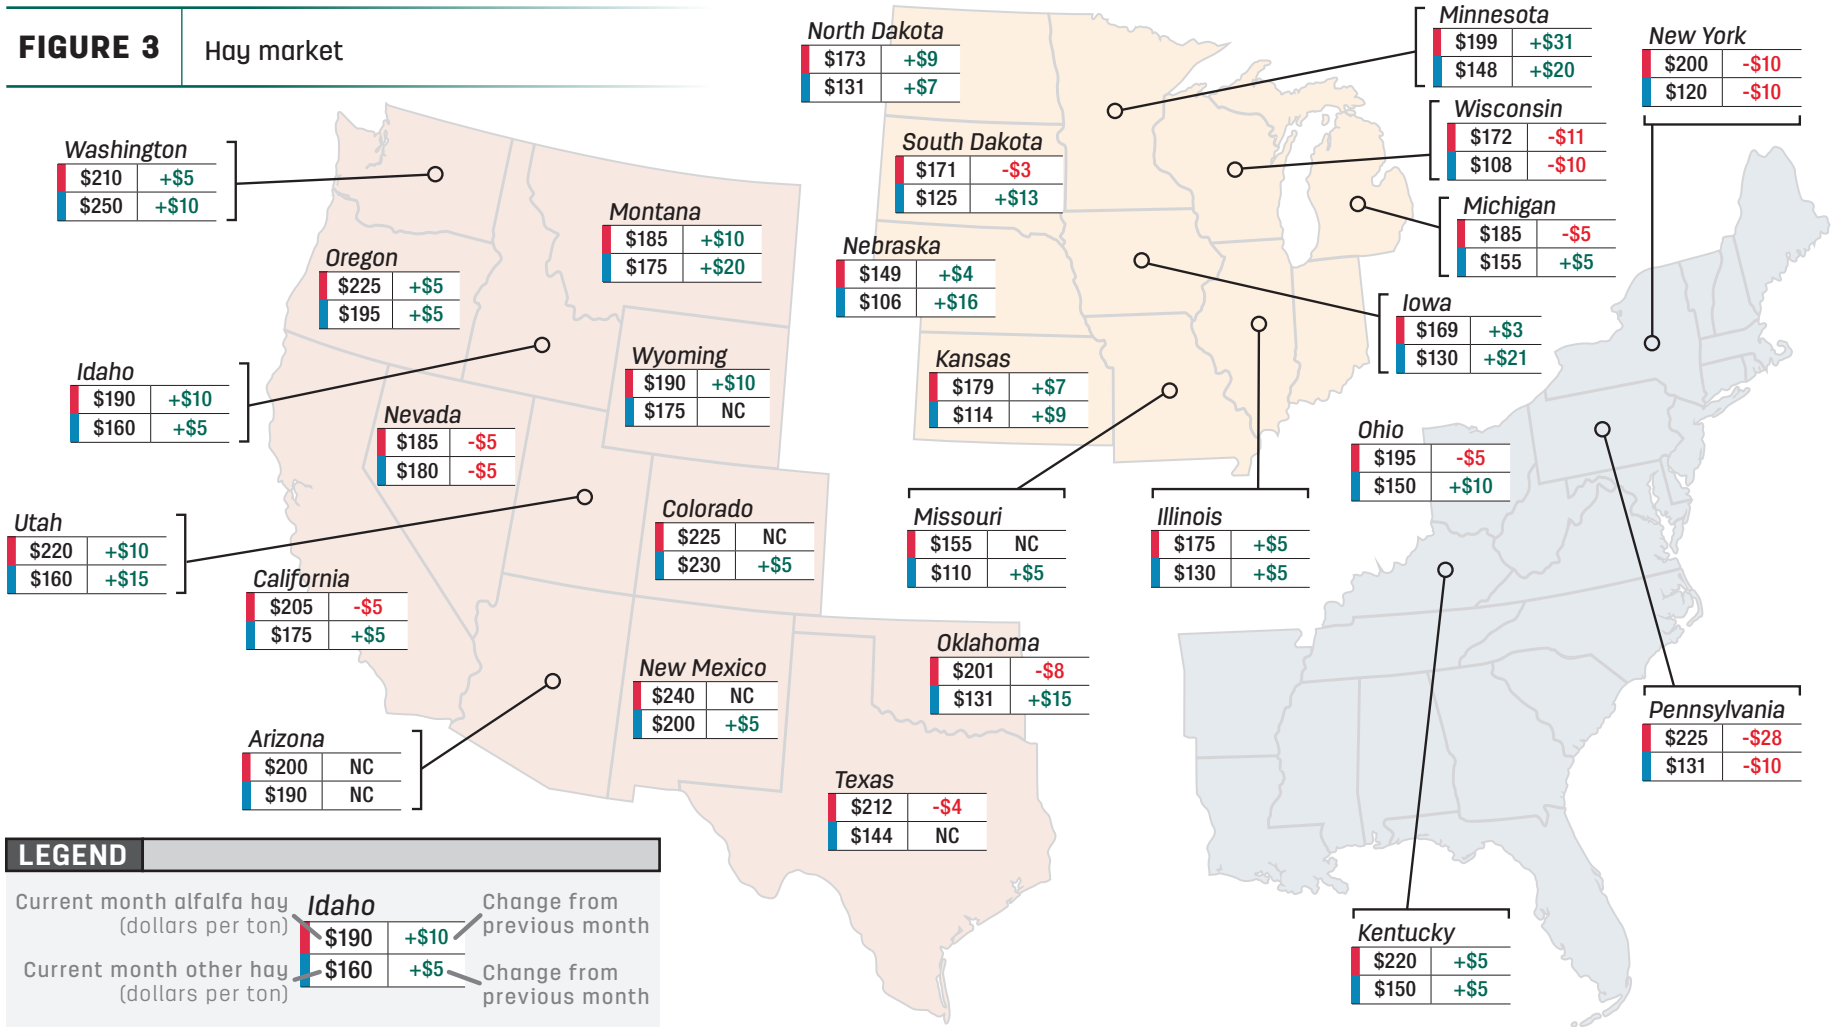 FIGURE 3
Hay market
Washington
$210 +$5
$250 +$10
Oregon
$225 +$5
$195 +$5
Montana
$185 +$10
$175 +$20
Idaho
$190 +$10
$160 +$5
Wyoming
$190 +$10
$175 NC
Nevada
$185 -$5
$180 -$5
Utah
$220 +$10
$160 +$15
Colorado
$225 NC
$230 +$5
California
$205 -$5
$175 +$5
New Mexico
$240 NC
$200 +$5
Arizona
$200 NC
$190 NC
Oklahoma
$201 -$8
$131 +$15
Texas
$212 -$4
$144 NC
North Dakota
$173 +$9
$131 +$7
South Dakota
$171 -$3
$125 +$13
Nebraska
$149 +$4
$106 +$16
Kansas
$179 +$7
$114 +$9
Minnesota
$199 +$31
$148 +$20
Wisconsin
$172 -$11
$108 -$10
Michigan
$185 -$5
$155 +$5
Iowa
$169 +$3
$130 +$21
Missouri
$155 NC
$110 +$5
Illinois
$175 +$5
$130 +$5
New York
$200 -$10
$120 -$10
Ohio
$195 -$5
$150 +$10
Pennsylvania
$225 -$28
$131 -$10
Kentucky
$220 +$5
$150 +$5
LEGEND
Current month alfalfa hay
(dollars per ton)
Current month other hay
(dollars per ton)
Idaho
$190 +$10
$160 +$5
Change from
previous month
Change from
previous month